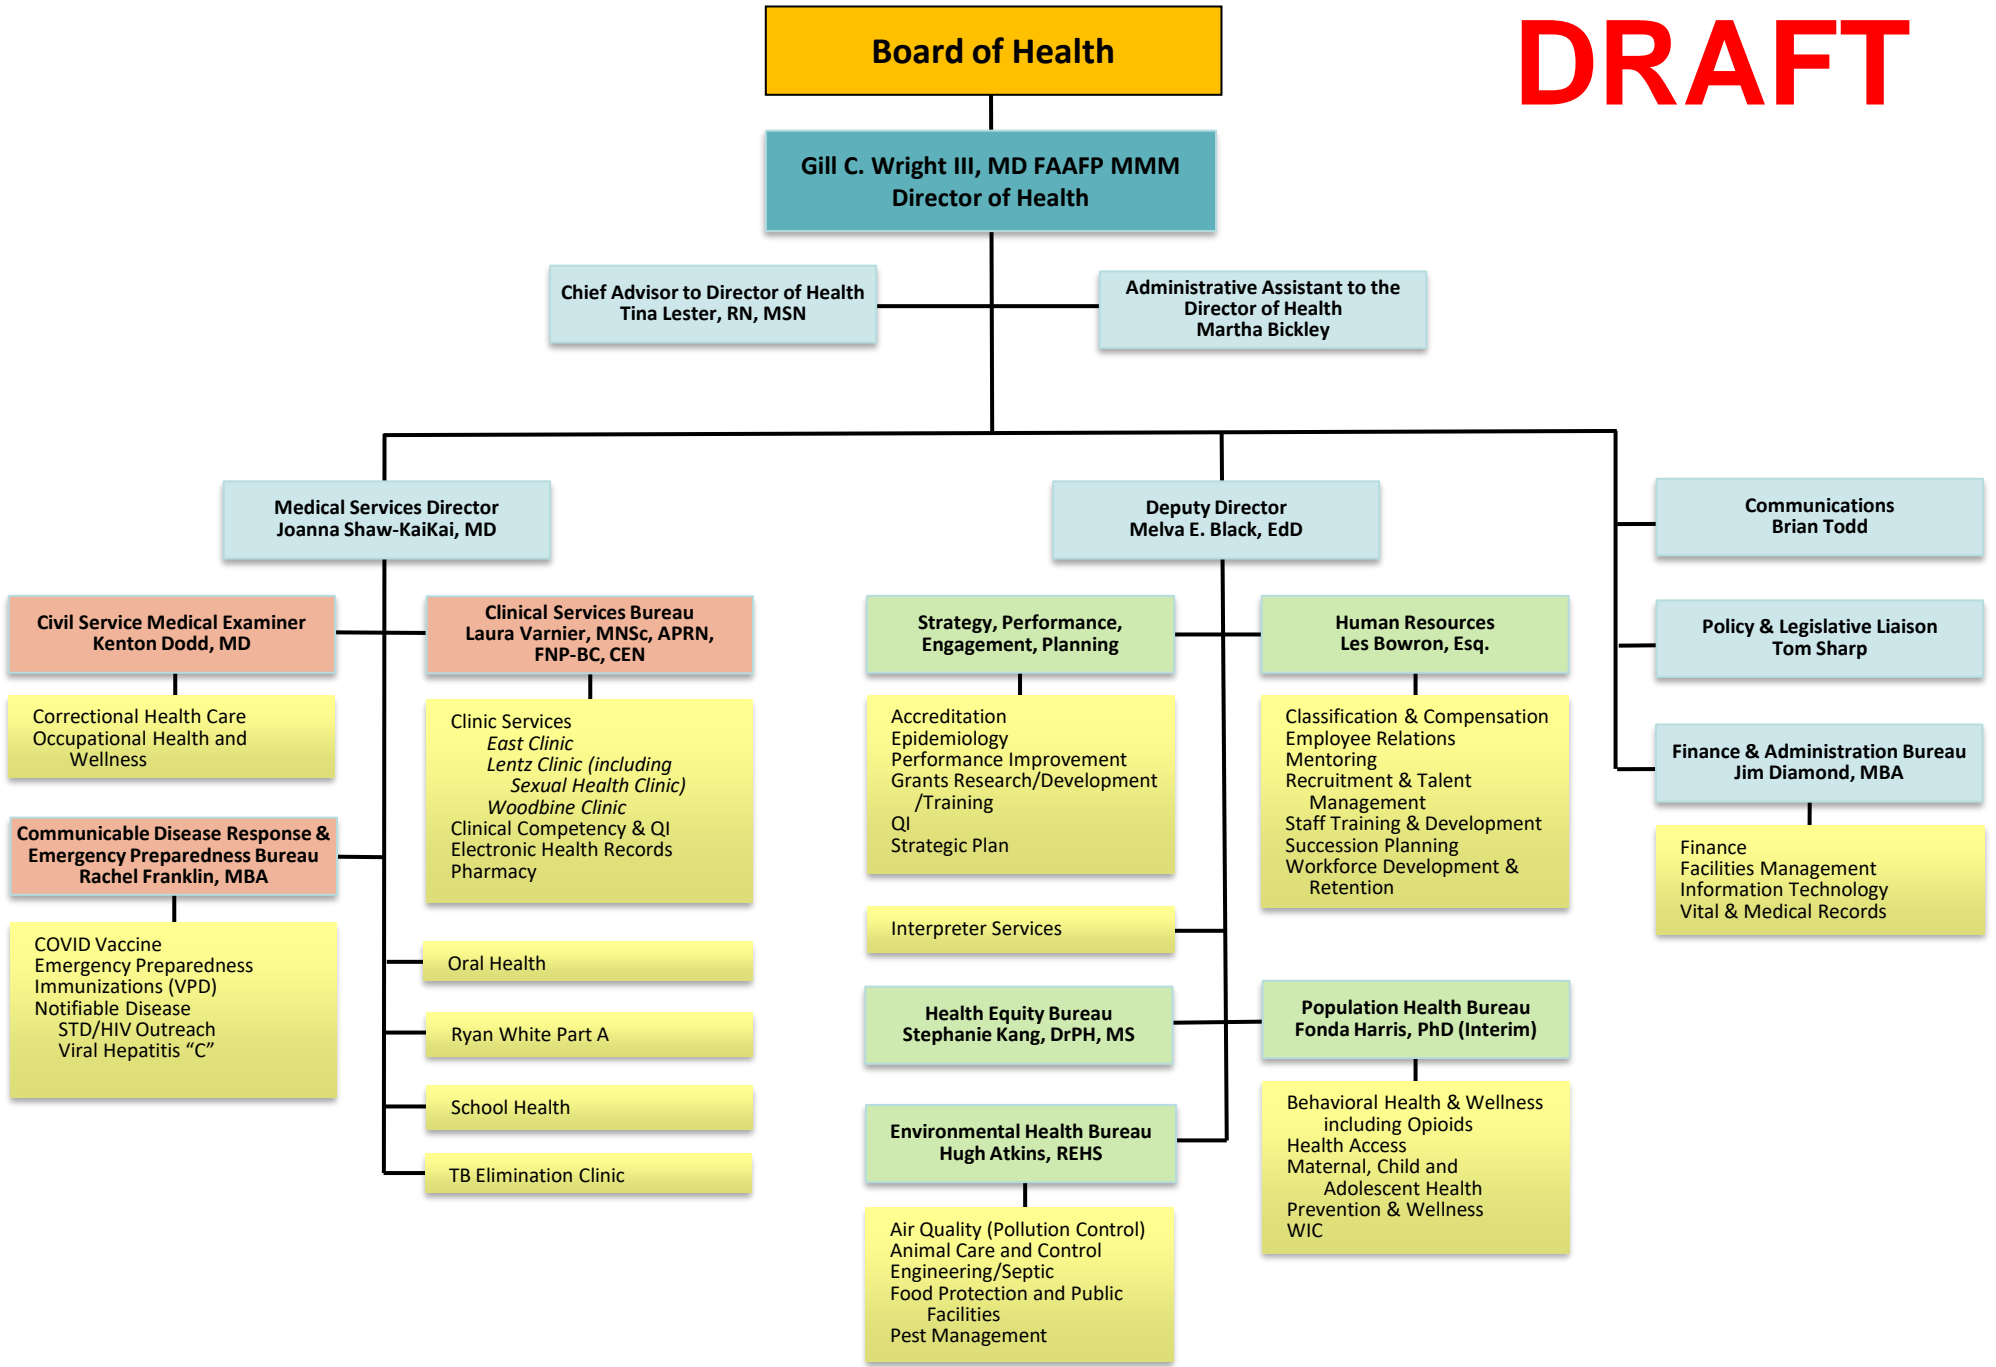 DRAFT
Board of Health
Gill C. Wright III, MD FAAFP MMM
Director of Health
Chief Advisor to Director of Health
Tina Lester, RN, MSN
Administrative Assistant to the
Director of Health
Martha Bickley
Medical Services Director
Joanna Shaw-KaiKai, MD
Deputy Director
Melva E. Black, EdD
Communications
Brian Todd
Policy & Legislative Liaison
Tom Sharp
Finance & Administration Bureau
Jim Diamond, MBA
Finance
Facilities Management
Information Technology
Vital & Medical Records
Civil Service Medical Examiner
Kenton Dodd, MD
Correctional Health Care
Occupational Health and
Wellness
Communicable Disease Response &
Emergency Preparedness Bureau
Rachel Franklin, MBA
COVID Vaccine
Emergency Preparedness
Immunizations (VPD)
Notifiable Disease
STD/HIV Outreach
Viral Hepatitis “C”
Clinical Services Bureau
Laura Varnier, MNSc, APRN,
FNP-BC, CEN
Clinic Services
East Clinic
Lentz Clinic (including
Sexual Health Clinic)
Woodbine Clinic
Clinical Competency & QI
Electronic Health Records
Pharmacy
Oral Health
Ryan White Part A
School Health
TB Elimination Clinic
Strategy, Performance,
Engagement, Planning
Accreditation
Epidemiology
Performance Improvement
Grants Research/Development
/Training
QI
Strategic Plan
Interpreter Services
Health Equity Bureau
Stephanie Kang, DrPH, MS
Environmental Health Bureau
Hugh Atkins, REHS
Air Quality (Pollution Control)
Animal Care and Control
Engineering/Septic
Food Protection and Public
Facilities
Pest Management
Human Resources
Les Bowron, Esq.
Classification & Compensation
Employee Relations
Mentoring
Recruitment & Talent
Management
Staff Training & Development
Succession Planning
Workforce Development &
Retention
Population Health Bureau
Fonda Harris, PhD (Interim)
Behavioral Health & Wellness
including Opioids
Health Access
Maternal, Child and
Adolescent Health
Prevention & Wellness
WIC